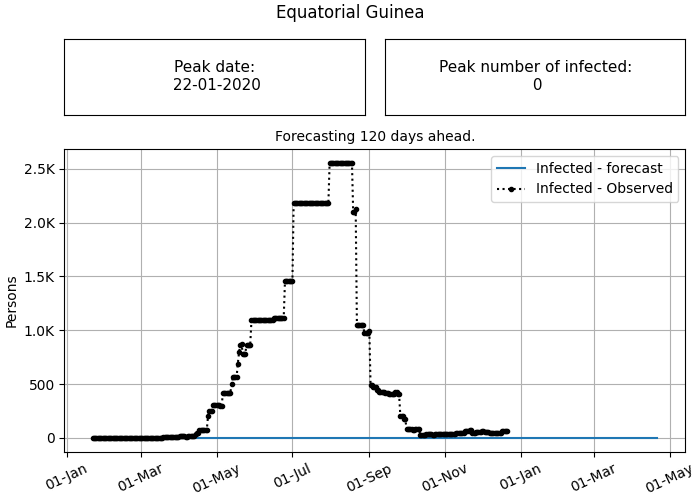 Equatorial Guinea
Peak date:
22-01-2020
Peak number of infected:
0
Forecasting 120 days ahead.
Infected - forecast
Infected - Observed
Persons
2.5K
2.0K
1.5K
1.0K
500
0
01-Jan
01-Mar
01-May
01-Jul
01-Sep
01-Nov
01-Jan
01-Mar
01-May